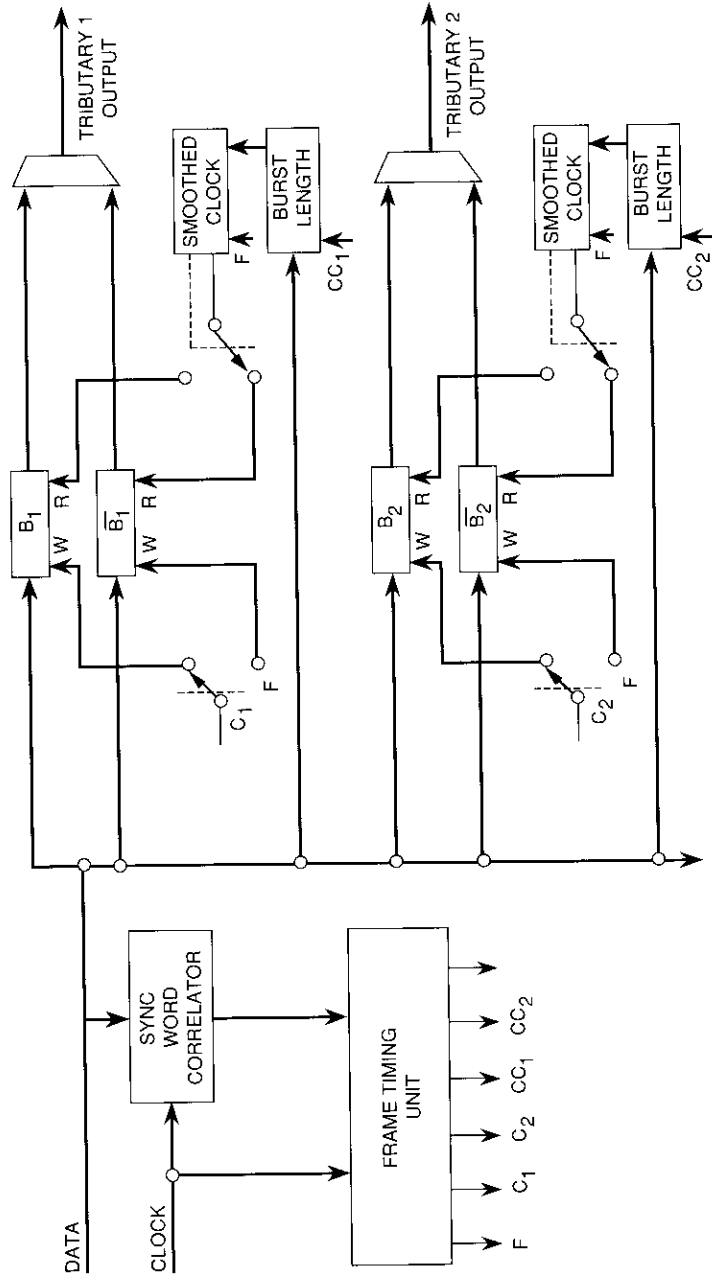 DATA
CLOCK
SYNC
WORD
CORRELATOR
FRAME TIMING
UNIT
F
C₁
C₂
CC₁
CC₂
B₁
W
R
B̅₁
W
R
C₁
F
SMOOTHED
CLOCK
F
BURST
LENGTH
CC₁
TRIBUTARY 1
OUTPUT
B₂
W
R
B̅₂
W
R
C₂
F
SMOOTHED
CLOCK
F
BURST
LENGTH
CC₂
TRIBUTARY 2
OUTPUT